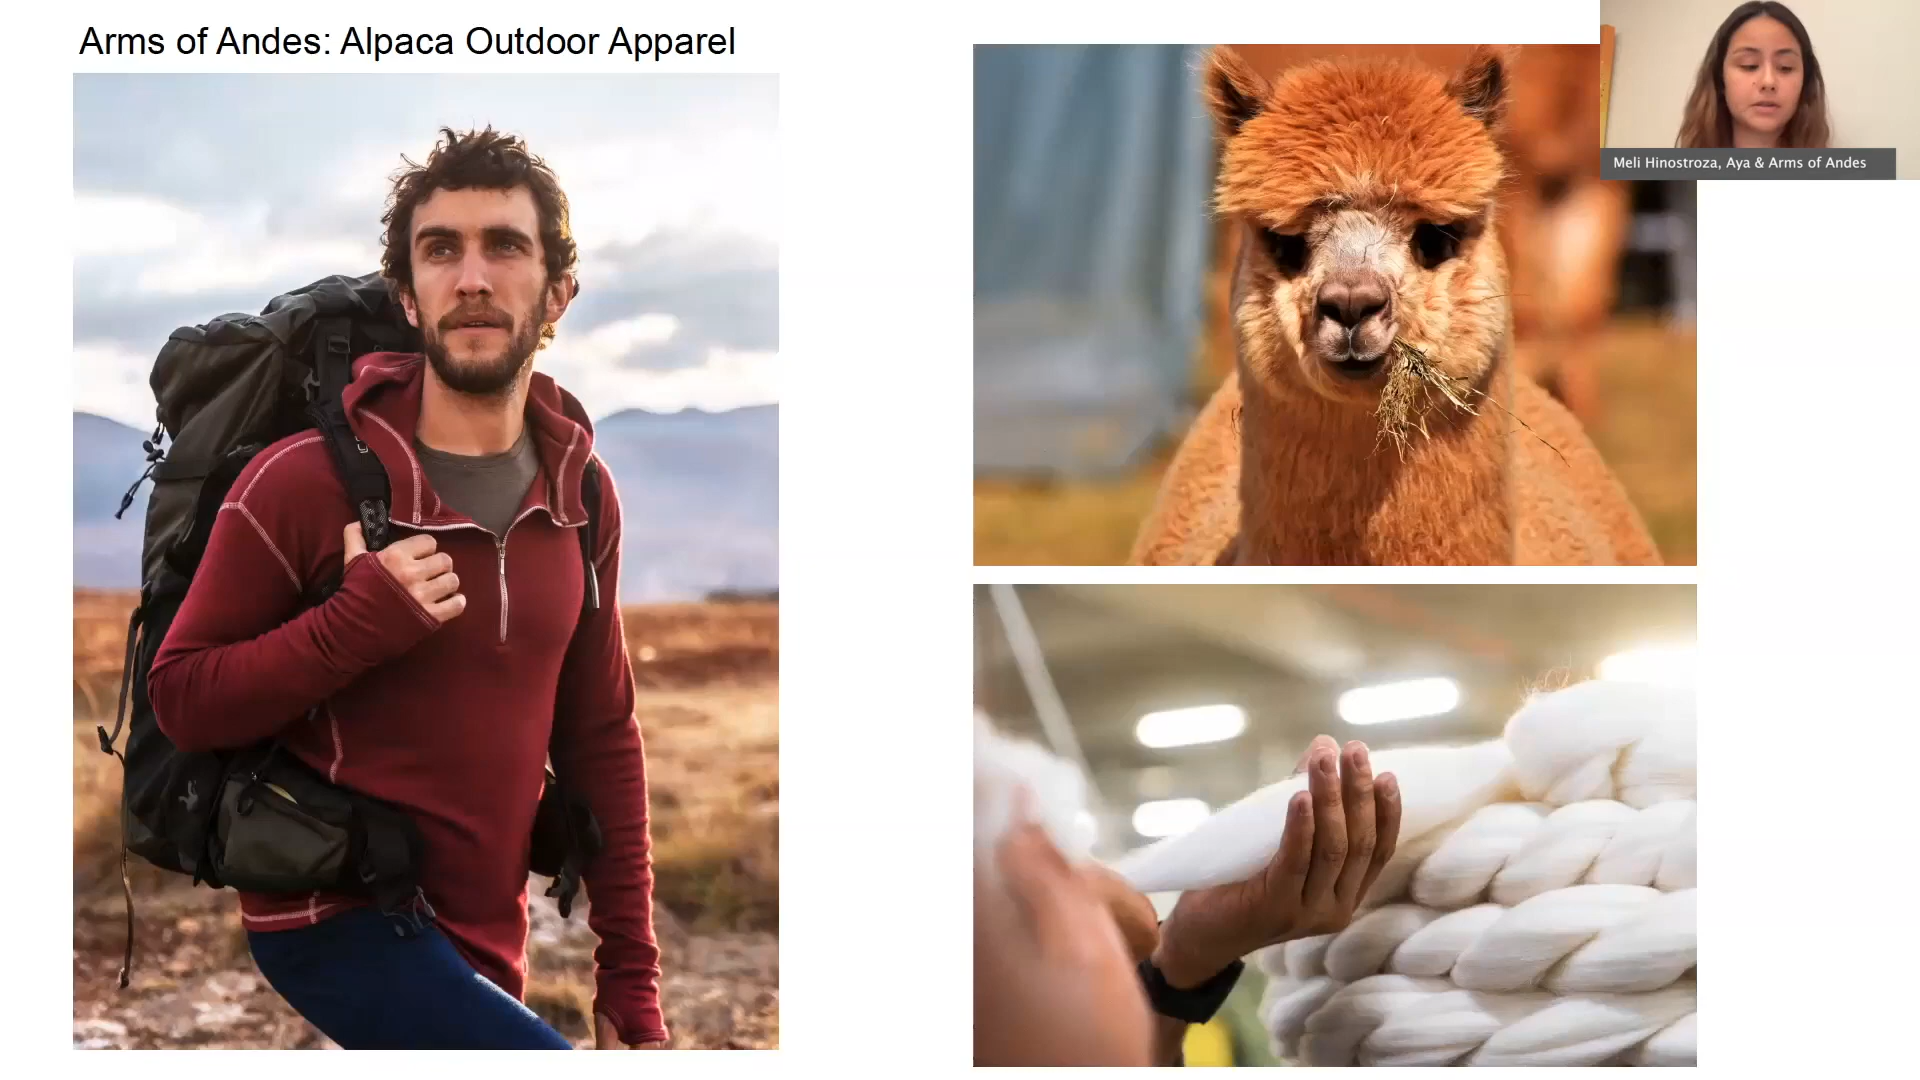 Arms of Andes: Alpaca Outdoor Apparel
Meli Hinostroza, Aya & Arms of Andes